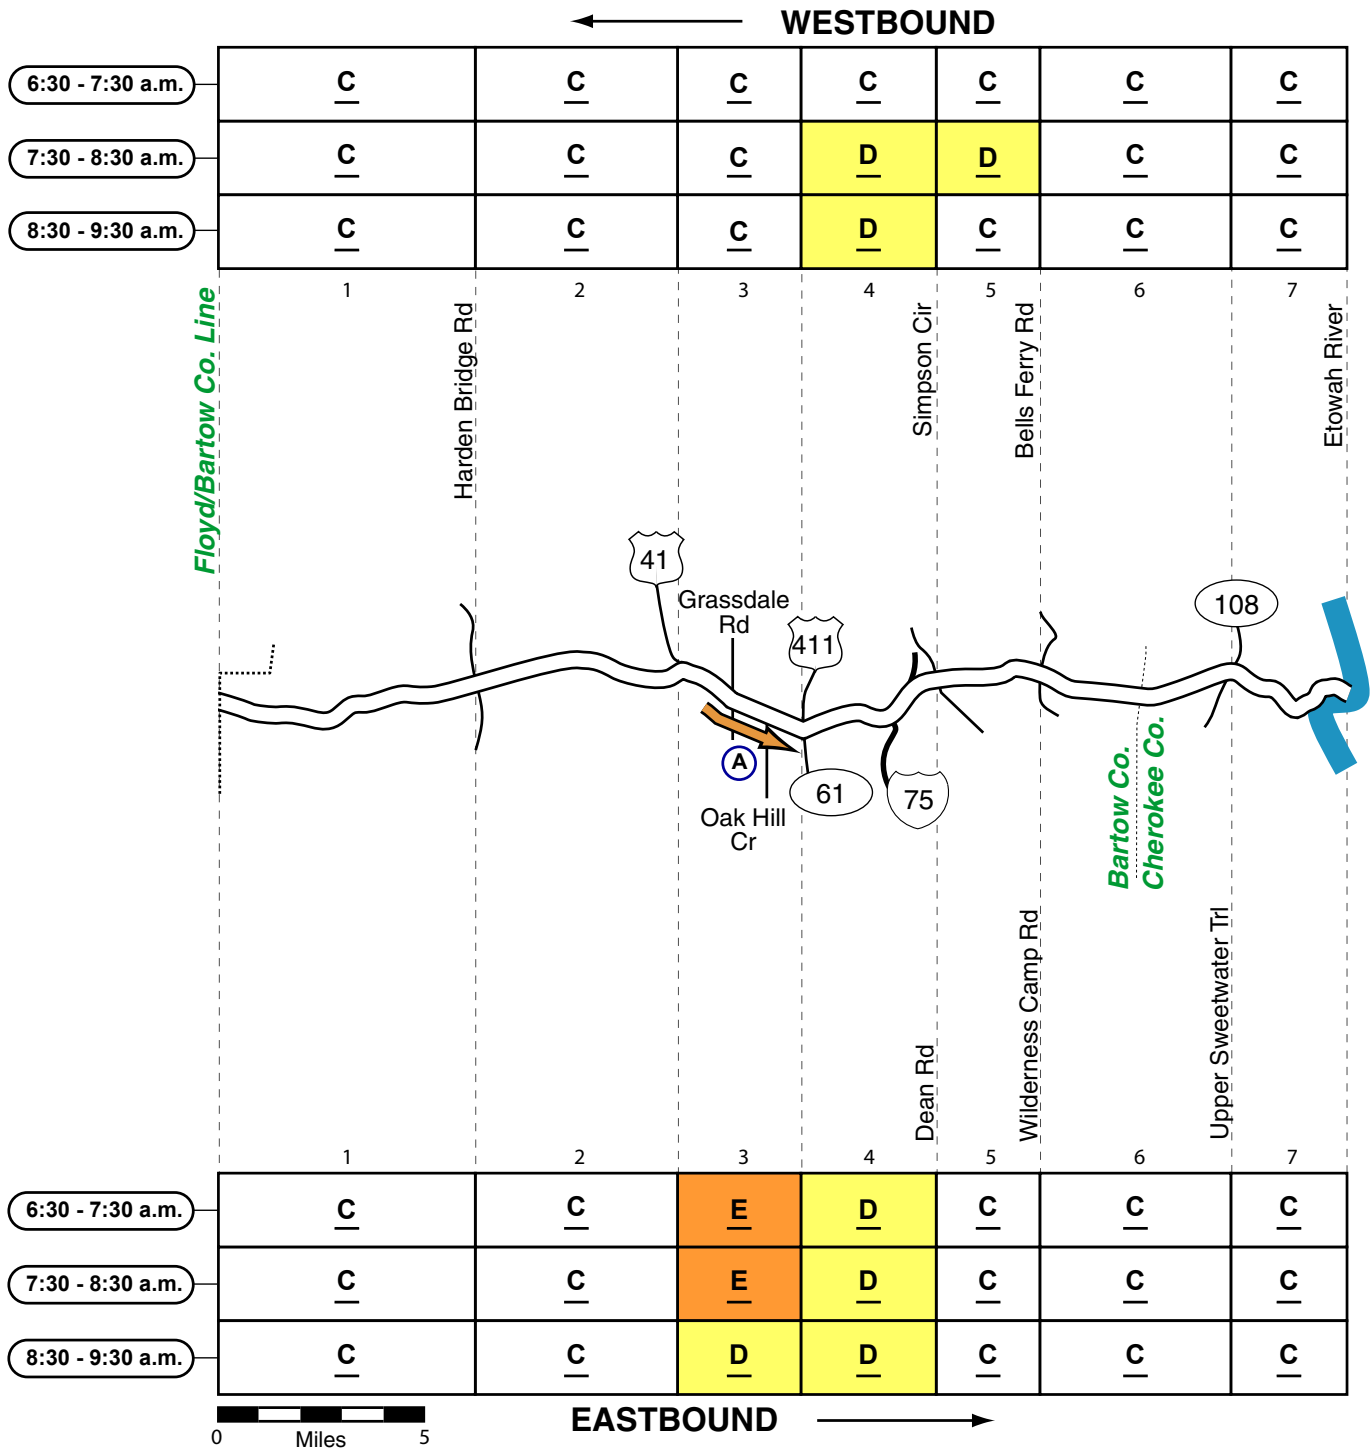 WESTBOUND
6:30 - 7:30 a.m. C C C C C C C
7:30 - 8:30 a.m. C C C D D C C
8:30 - 9:30 a.m. C C C D C C C
1 2 3 4 5 6 7
Floyd/Bartow Co. Line
Harden Bridge Rd
Simpson Cir
Bells Ferry Rd
Etowah River
41
Grassdale
Rd
411
108
A
61
75
Oak Hill
Cr
Bartow Co.
Cherokee Co.
Dean Rd
Wilderness Camp Rd
Upper Sweetwater Trl
1 2 3 4 5 6 7
6:30 - 7:30 a.m. C C E D C C C
7:30 - 8:30 a.m. C C E D C C C
8:30 - 9:30 a.m. C C D D C C C
0 Miles 5
EASTBOUND